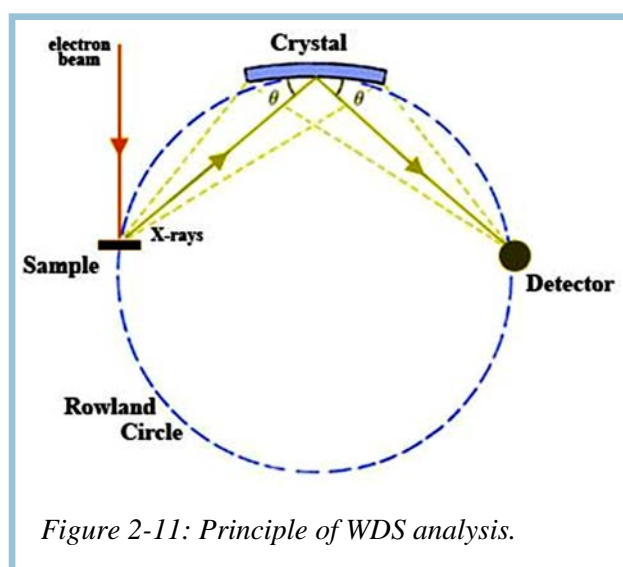 electron
beam
Crystal
θ
θ
X-rays
Sample
Detector
Rowland
Circle
Figure 2-11: Principle of WDS analysis.